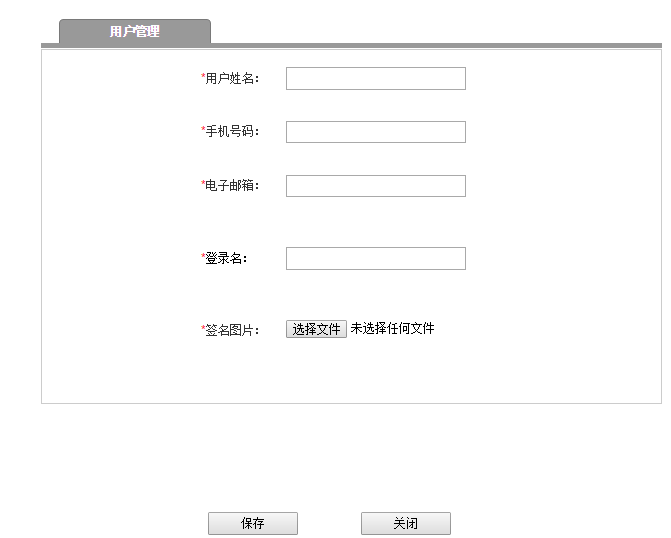 用户管理
*用户姓名：
*手机号码：
*电子邮箱：
*登录名：
*签名图片： 选择文件 未选择任何文件
保存 关闭